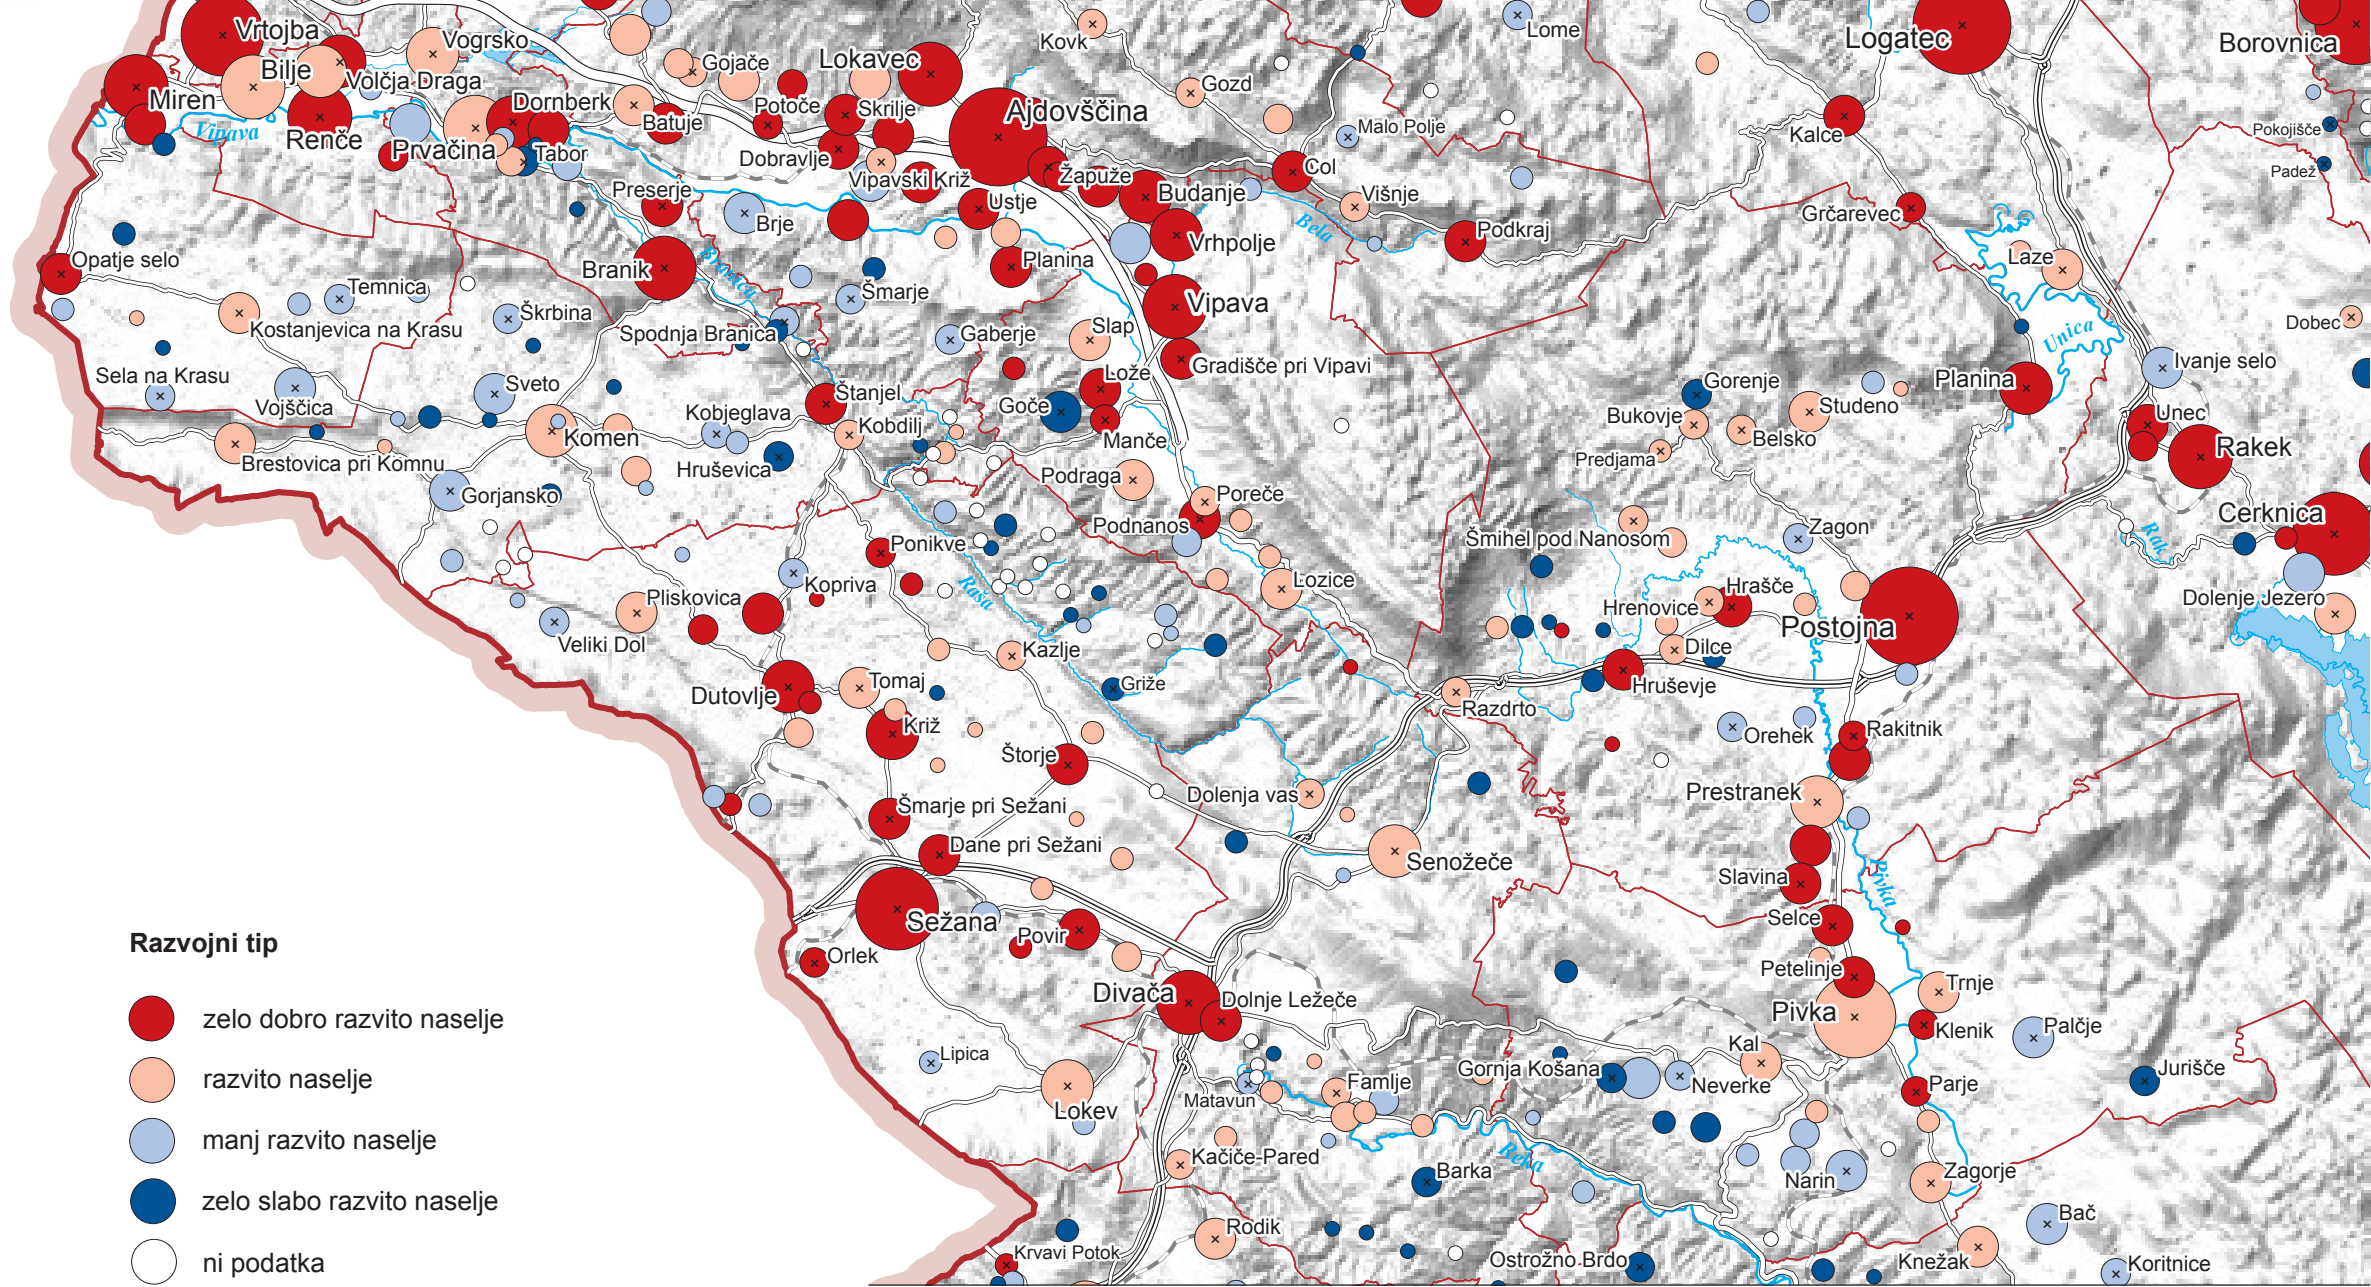 Vrtojba
Vogrsko
Gojače
Lokavec
Kovk
Lome
Logatec
Borovnica
Bilje
Volčja Draga
Miren
Dornberk
Potoče
Skrilje
Ajdovščina
Gozd
Malo Polje
Kalce
Pokojišče
Vipava
Renče
Prvačina
Tabor
Batuje
Dobravlje
Vipavski Križ
Žapuže
Col
Padež
Preserje
Brje
Ustje
Budanje
Višnje
Grčarevec
Bela
Vrhpolje
Podkraj
Opatje selo
Branik
Branica
Planina
Laze
Temnica
Šmarje
Vipava
Kostanjevica na Krasu
Škrbina
Spodnja Branica
Gaberje
Slap
Unica
Dobec
Gradišče pri Vipavi
Ivanje selo
Sela na Krasu
Vojščica
Sveto
Štanjel
Lože
Goče
Gorenje
Planina
Kobjeglava
Kobdilj
Manče
Bukovje
Studeno
Unec
Komen
Belsko
Rakek
Brestovica pri Komnu
Hruševica
Podraga
Predjama
Gorjansko
Poreče
Podnanos
Zagon
Cerknica
Ponikve
Šmihel pod Nanosom
Rak
Kopriva
Raša
Lozice
Hrašče
Pliskovica
Hrenovice
Dolenje Jezero
Veliki Dol
Postojna
Kazlje
Dilce
Dutovlje
Tomaj
Griže
Hruševje
Razdrto
Križ
Orehek
Rakitnik
Štorje
Dolenja vas
Prestranek
Šmarje pri Sežani
Dane pri Sežani
Senožeče
Slavina
Pivka
Sežana
Povir
Selce
Orlek
Petelinje
Trnje
Divača
Dolnje Ležeče
Pivka
Klenik
Palčje
Lipica
Kal
Famlje
Gornja Košana
Neverke
Jurišče
Matavun
Parje
Lokev
Kačiče-Pared
Reka
Barka
Narin
Zagorje
Rodik
Bač
Krvavi Potok
Ostrožno Brdo
Knežak
Koritnice
Razvojni tip
zelo dobro razvito naselje
razvito naselje
manj razvito naselje
zelo slabo razvito naselje
ni podatka